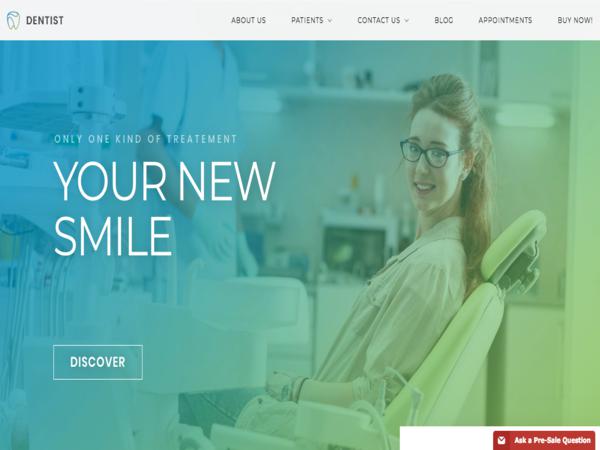 DENTIST
ABOUT US
PATIENTS
CONTACT US
BLOG
APPOINTMENTS
BUY NOW!
ONLY ONE KIND OF TREATEMENT
YOUR NEW
SMILE
DISCOVER
Ask a Pre-Sale Question